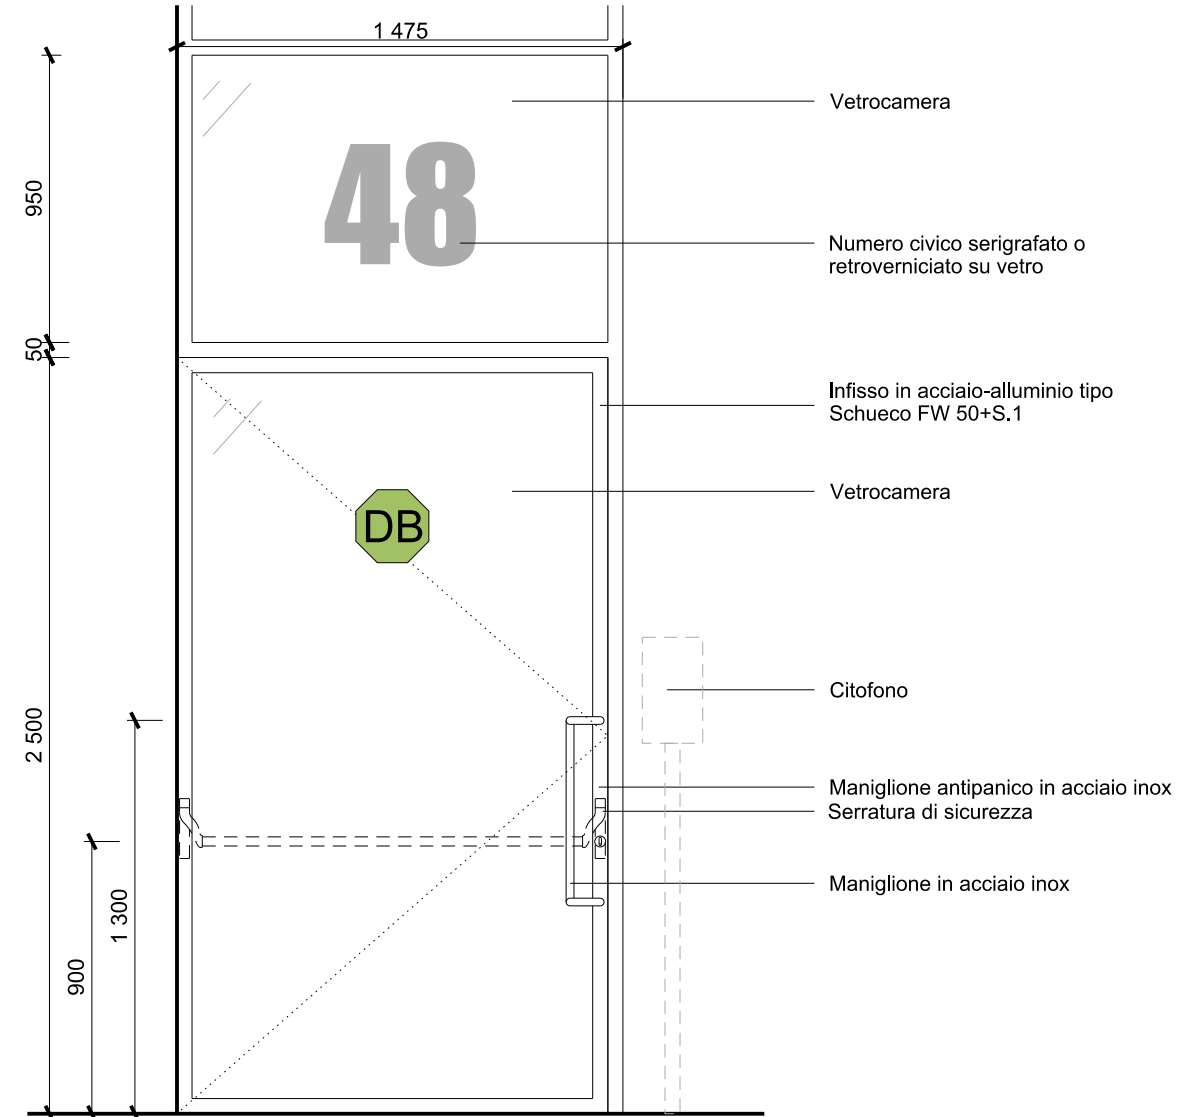 1 475
Vetrocamera
950
48
Numero civico serigrafato o
retroverniciato su vetro
50
Infisso in acciaio-alluminio tipo
Schueco FW 50+S.1
Vetrocamera
DB
Citofono
2 500
Maniglione antipanico in acciaio inox
Serratura di sicurezza
Maniglione in acciaio inox
1 300
900